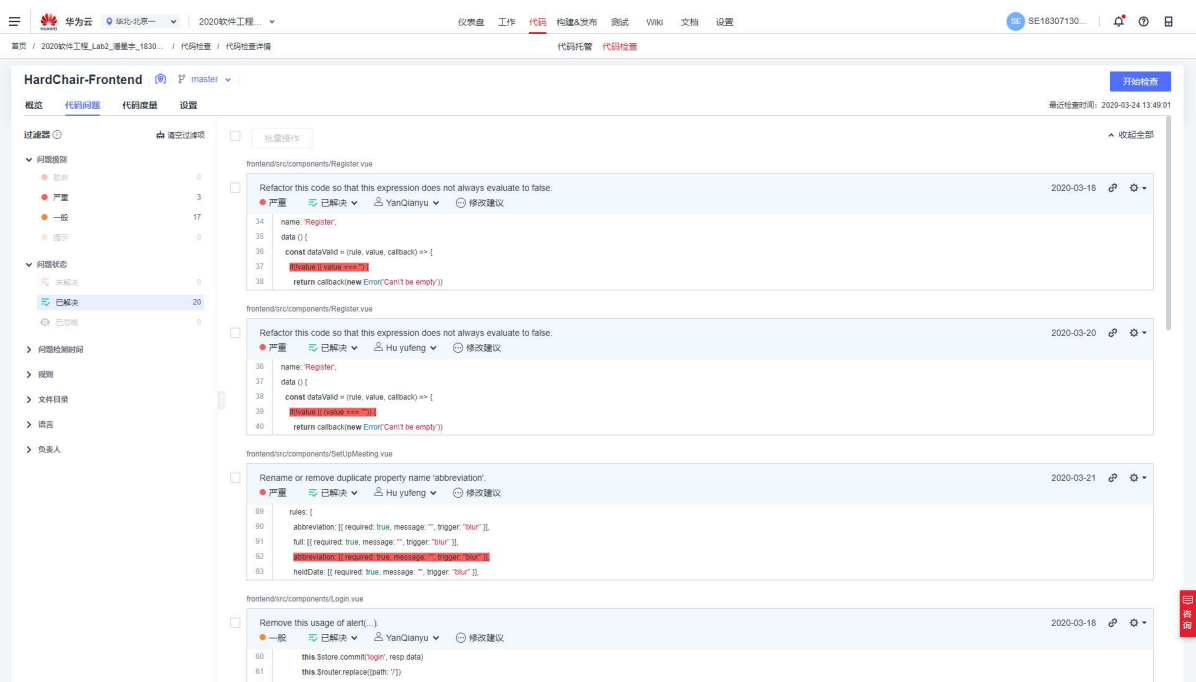 华为云 华北-北京一 2020软件工程... 仪表盘 工作 代码 构建&发布 测试 Wiki 文档 设置 SE SE18307130...
HUAWEI
首页 / 2020软件工程_Lab2_潘星宇_1830... / 代码检查 / 代码检查详情 代码托管 代码检查
HardChair-Frontend master 开始检查
概览 代码问题 代码度量 设置 最近检查时间: 2020-03-24 13:49:01
过滤器 清空过滤项 批量操作 收起全部
问题级别
致命 0
严重 3
一般 17
提示 0
问题状态
未解决 0
已解决 20
已忽略 0
问题检测时间
规则
文件目录
语言
负责人
frontend/src/components/Register.vue
Refactor this code so that this expression does not always evaluate to false. 2020-03-18
严重 已解决 YanQianyu 修改建议
34 name: 'Register',
35 data () {
36 const dataValid = (rule, value, callback) => {
37 if(!value || value === '') {
38 return callback(new Error('Can\'t be empty'))
frontend/src/components/Register.vue
Refactor this code so that this expression does not always evaluate to false. 2020-03-20
严重 已解决 Hu yufeng 修改建议
36 name: 'Register',
37 data () {
38 const dataValid = (rule, value, callback) => {
39 if(!value || (value === '')) {
40 return callback(new Error('Can\'t be empty'))
frontend/src/components/SetUpMeeting.vue
Rename or remove duplicate property name 'abbreviation'. 2020-03-21
严重 已解决 Hu yufeng 修改建议
89 rules: {
90 abbreviation: [{ required: true, message: '', trigger: "blur" }],
91 full: [{ required: true, message: '', trigger: "blur" }],
92 abbreviation: [{ required: true, message: '', trigger: "blur" }],
93 heldDate: [{ required: true, message: '', trigger: "blur" }],
frontend/src/components/Login.vue
Remove this usage of alert(...). 2020-03-18
一般 已解决 YanQianyu 修改建议
60 this.$store.commit('login', resp.data)
61 this.$router.replace({path: '/'})
咨询